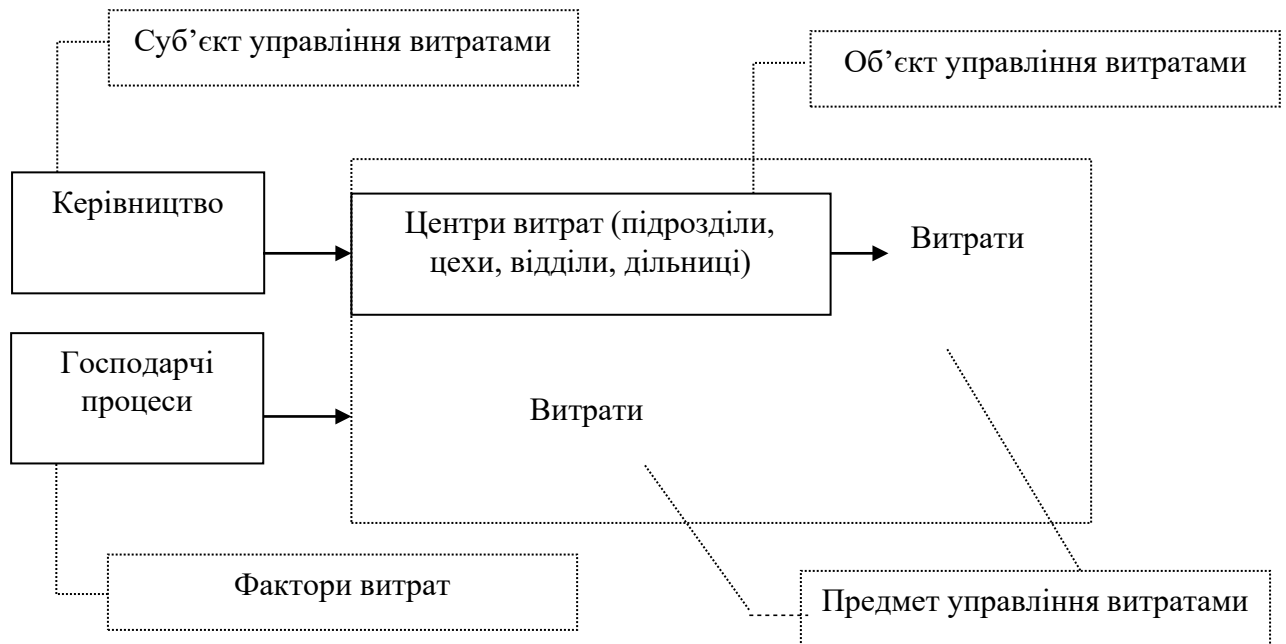 Суб’єкт управління витратами
Об’єкт управління витратами
Керівництво
Центри витрат (підрозділи,
цехи, відділи, дільниці)
Витрати
Господарчі
процеси
Витрати
Фактори витрат
Предмет управління витратами